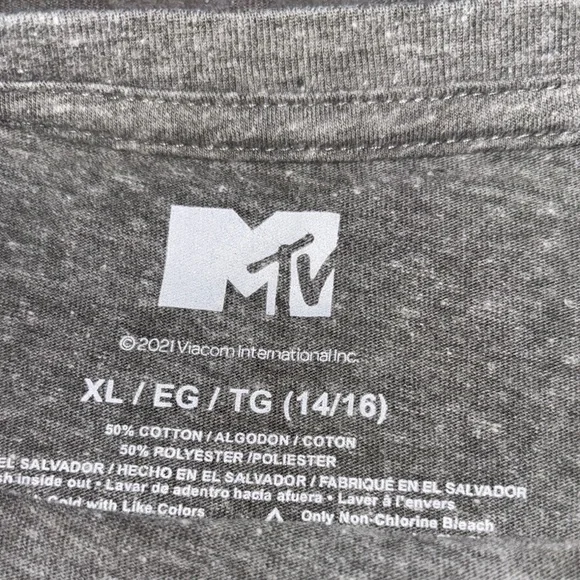 MTV
©2021 Viacom International Inc.
XL / EG / TG (14/16)
50% COTTON / ALGODON / COTON
50% POLYESTER /POLIESTER
EL SALVADOR / HECHO EN EL SALVADOR / FABRIQUÉ EN EL SALVADOR
inside out • Lavar de adentro hacia afuera • Laver à l'envers
Cold with Like Colors Only Non-Chlorine Bleach